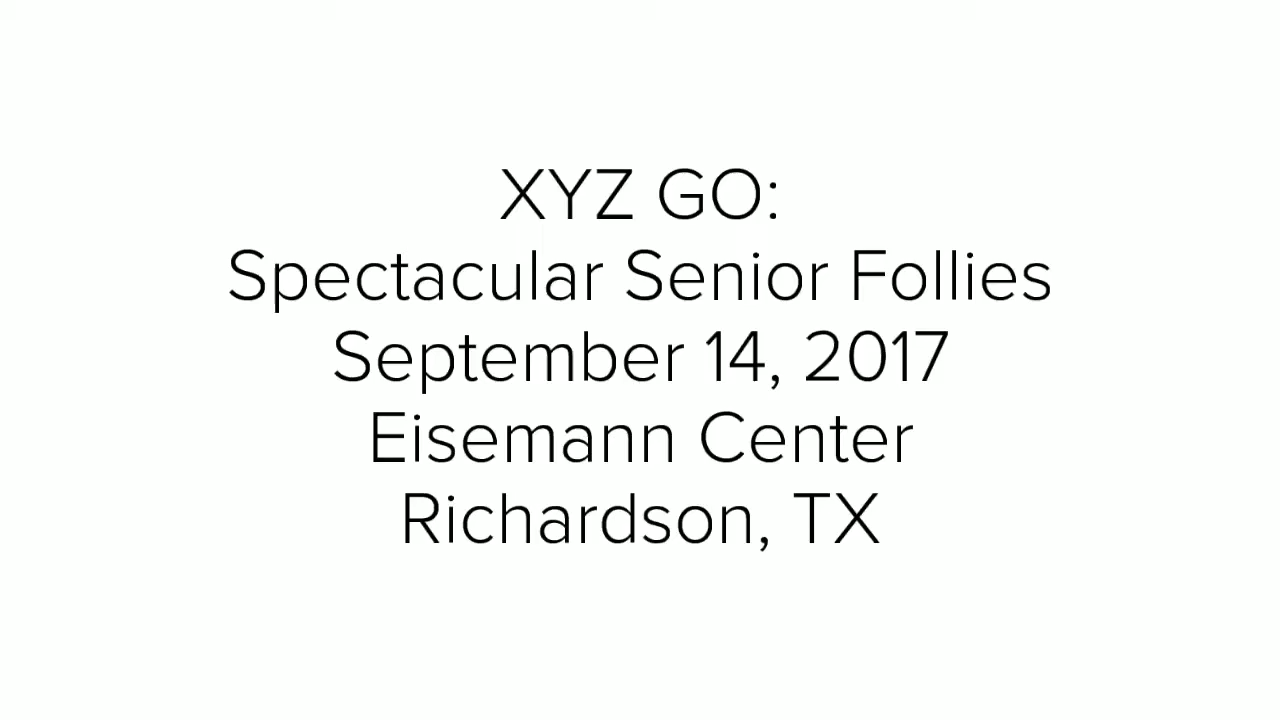 XYZ GO:
Spectacular Senior Follies
September 14, 2017
Eisemann Center
Richardson, TX